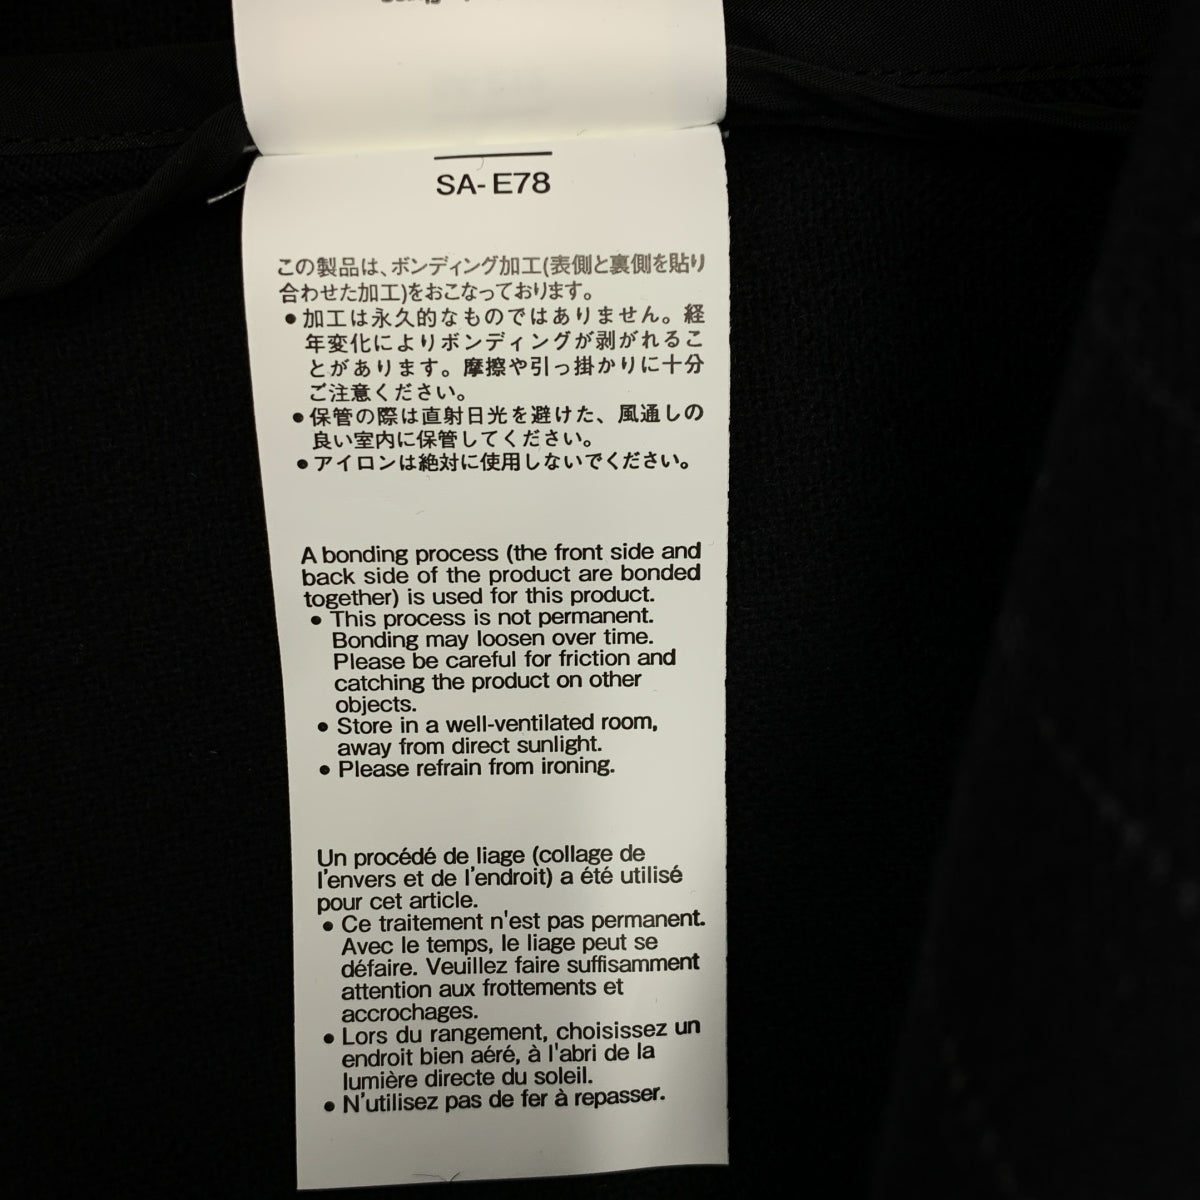 SA-E78
この製品は、ボンディング加工(表側と裏側を貼り
合わせた加工)をおこなっております。
● 加工は永久的なものではありません。経
年変化によりボンディングが剥がれるこ
とがあります。摩擦や引っ掛かりに十分
ご注意ください。
● 保管の際は直射日光を避けた、風通しの
良い室内に保管してください。
● アイロンは絶対に使用しないでください。
A bonding process (the front side and
back side of the product are bonded
together) is used for this product.
● This process is not permanent.
Bonding may loosen over time.
Please be careful for friction and
catching the product on other
objects.
● Store in a well-ventilated room,
away from direct sunlight.
● Please refrain from ironing.
Un procédé de liage (collage de
l'envers et de l'endroit) a été utilisé
pour cet article.
● Ce traitement n'est pas permanent.
Avec le temps, le liage peut se
défaire. Veuillez faire suffisamment
attention aux frottements et
accrochages.
● Lors du rangement, choisissez un
endroit bien aéré, à l'abri de la
lumière directe du soleil.
● N'utilisez pas de fer à repasser.